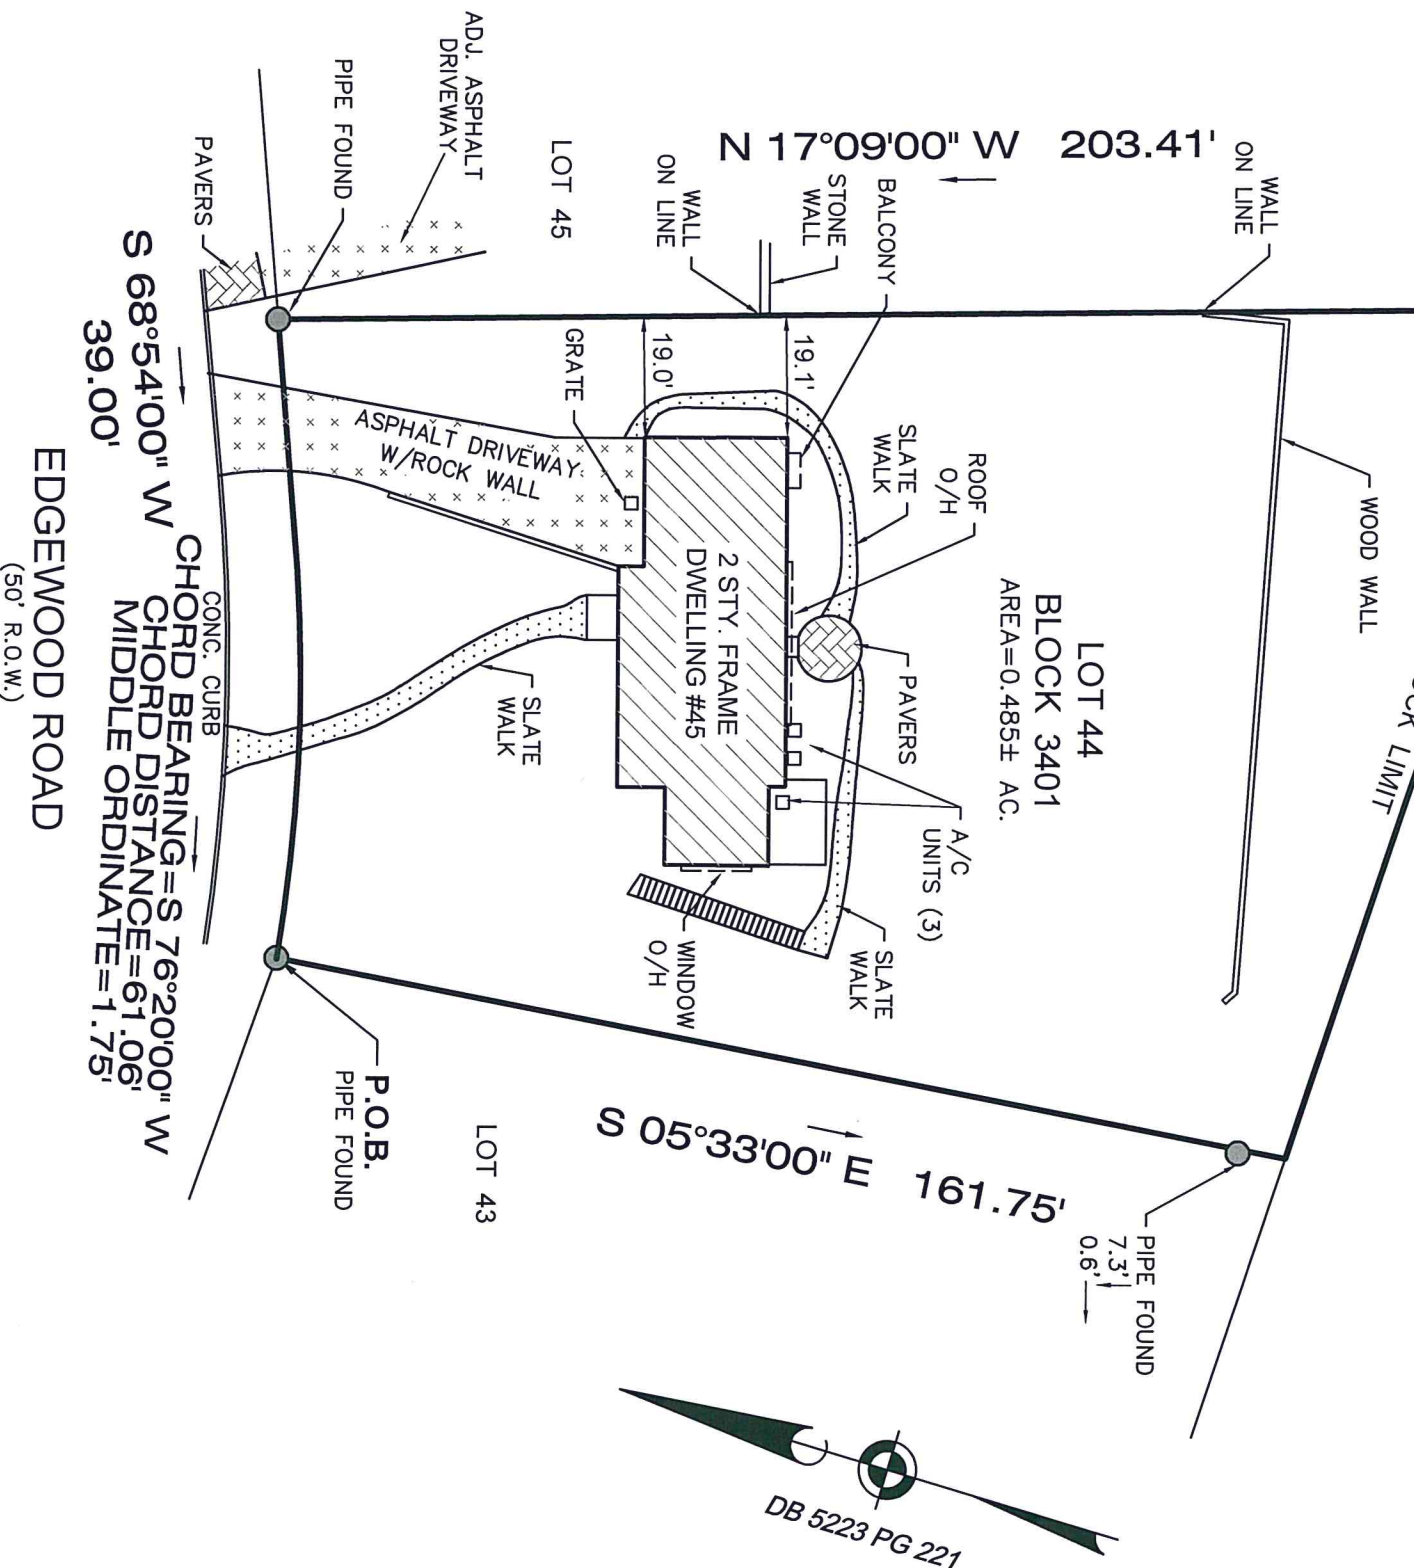 ADJ. ASPHALT
DRIVEWAY
PIPE FOUND
PAVERS
LOT 45
N 17°09'00" W 203.41'
WALL
ON LINE
STONE
WALL
BALCONY
WALL
ON LINE
WOOD WALL
LIMIT
19.0'
19.1'
GRATE
ASPHALT DRIVEWAY
W/ROCK WALL
SLATE
WALK
ROOF
O/H
2 STY. FRAME
DWELLING #45
LOT 44
BLOCK 3401
AREA=0.485± AC.
PAVERS
A/C
UNITS (3)
SLATE
WALK
SLATE
WALK
WINDOW
O/H
S 68°54'00" W
39.00'
CONC. CURB
CHORD BEARING=S 76°20'00" W
CHORD DISTANCE=61.06'
MIDDLE ORDINATE=1.75'
EDGEWOOD ROAD
(50' R.O.W.)
P.O.B.
PIPE FOUND
LOT 43
S 05°33'00" E 161.75'
PIPE FOUND
7.3'
0.6'
DB 5223 PG 221